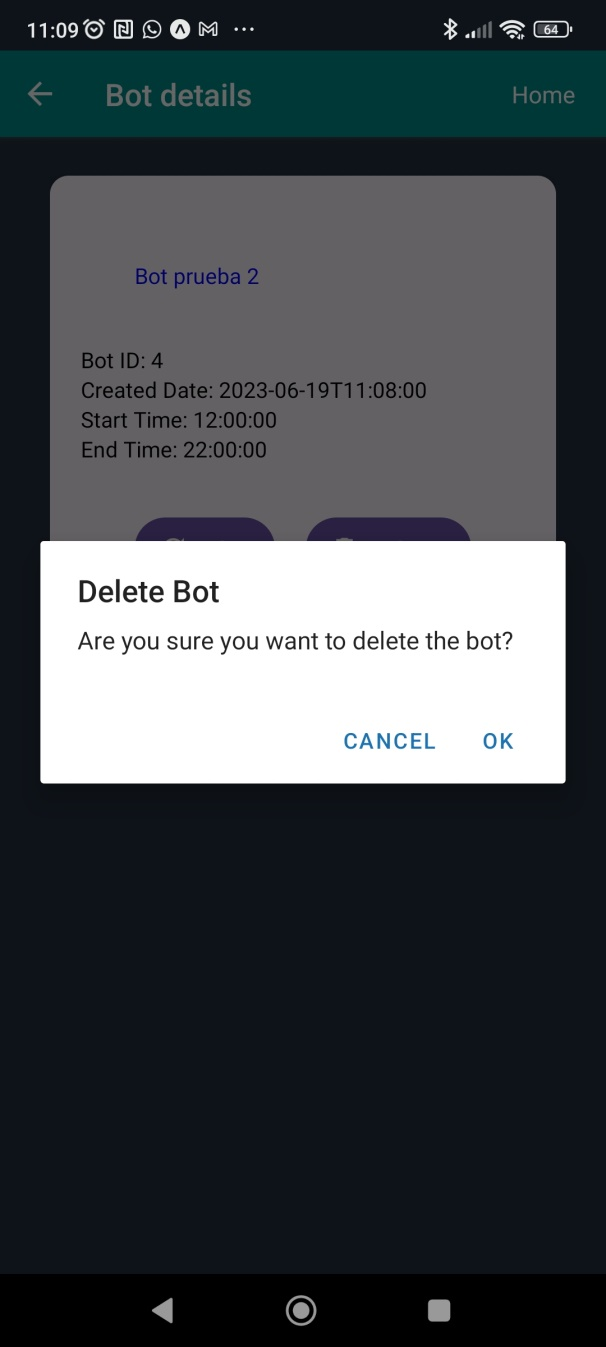 11:09
64
Bot details
Home
Bot prueba 2
Bot ID: 4
Created Date: 2023-06-19T11:08:00
Start Time: 12:00:00
End Time: 22:00:00
Delete Bot
Are you sure you want to delete the bot?
CANCEL OK